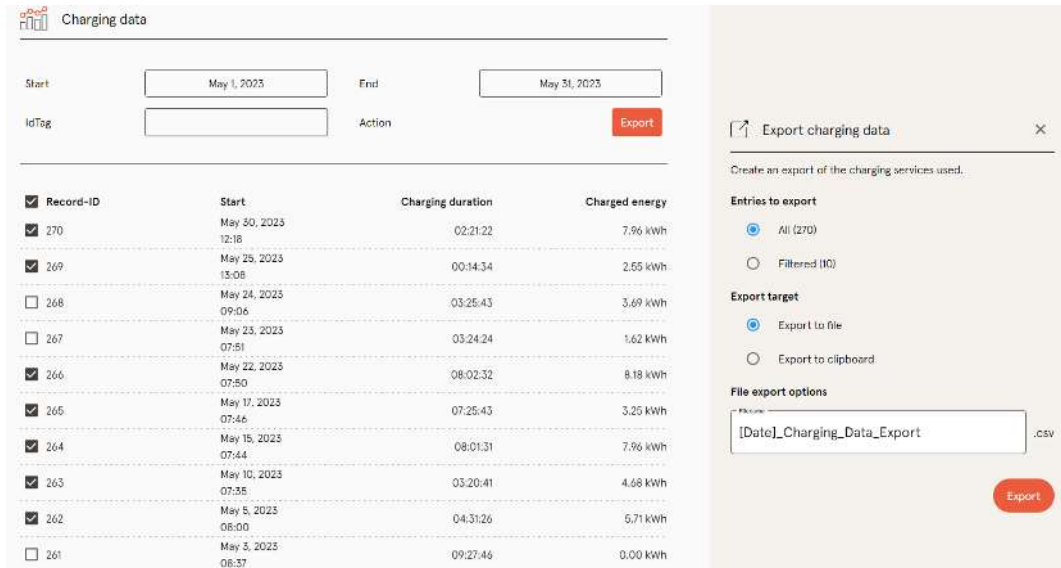 Charging data
Start May 1, 2023 End May 31, 2023
IdTag Action Export
Record-ID Start Charging duration Charged energy
270 May 30, 2023 12:18 02:21:22 7.96 kWh
269 May 25, 2023 13:08 00:14:34 2.55 kWh
268 May 24, 2023 09:06 03:25:43 3.69 kWh
267 May 23, 2023 07:51 03:24:24 1.62 kWh
266 May 22, 2023 07:50 08:02:32 8.18 kWh
265 May 17, 2023 07:46 07:25:43 3.25 kWh
264 May 15, 2023 07:44 08:01:31 7.96 kWh
263 May 10, 2023 07:35 03:20:41 4.68 kWh
262 May 5, 2023 08:00 04:31:26 5.71 kWh
261 May 3, 2023 08:37 09:27:46 0.00 kWh
Export charging data
Create an export of the charging services used.
Entries to export
All (270)
Filtered (10)
Export target
Export to file
Export to clipboard
File export options
[Date]_Charging_Data_Export .csv
Export